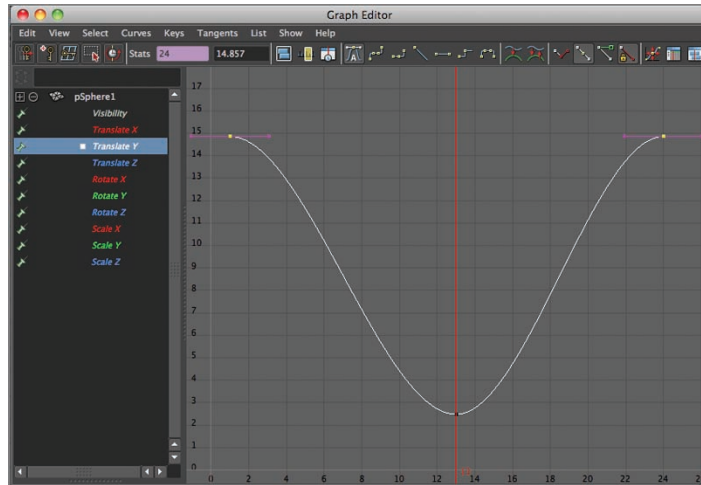 Graph Editor
Edit View Select Curves Keys Tangents List Show Help
Stats 24 14.857
pSphere1
Visibility
Translate X
Translate Y
Translate Z
Rotate X
Rotate Y
Rotate Z
Scale X
Scale Y
Scale Z
17
16
15
14
13
12
11
10
9
8
7
6
5
4
3
2
1
0
0 2 4 6 8 10 12 14 16 18 20 22 24